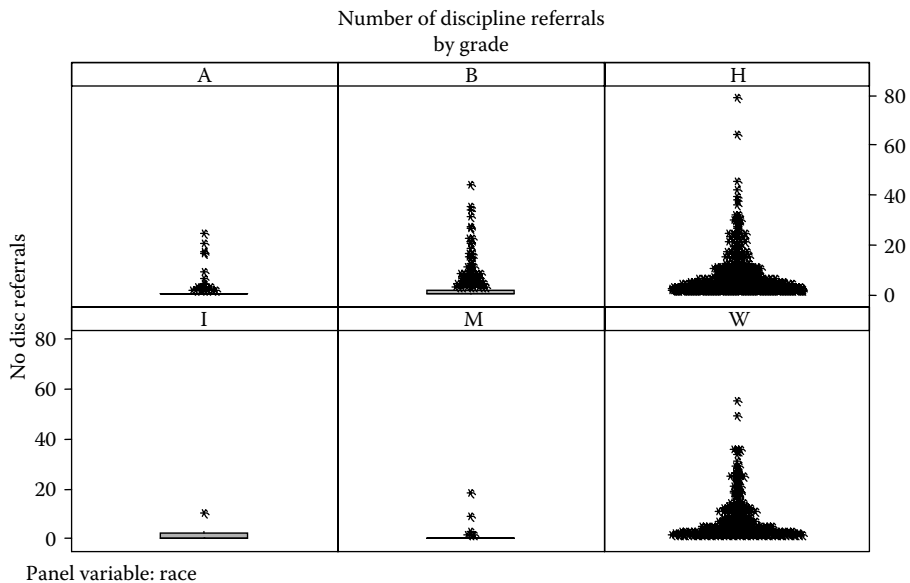 Number of discipline referrals
by grade
A B H
80
60
40
20
0
No disc referrals
I M W
80
60
40
20
0
Panel variable: race